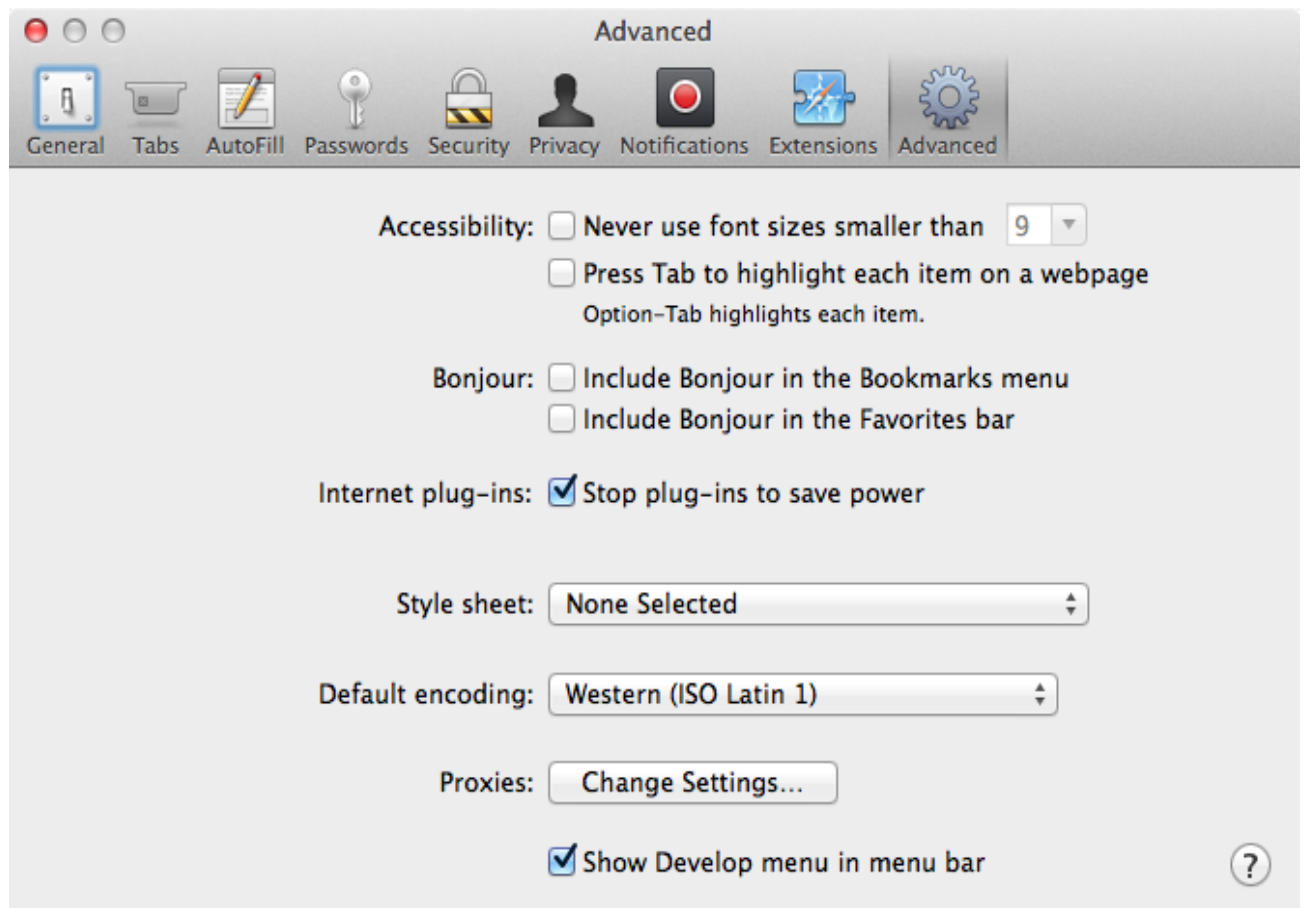 Advanced
General Tabs AutoFill Passwords Security Privacy Notifications Extensions Advanced
Accessibility: Never use font sizes smaller than 9
Press Tab to highlight each item on a webpage
Option-Tab highlights each item.
Bonjour: Include Bonjour in the Bookmarks menu
Include Bonjour in the Favorites bar
Internet plug-ins: Stop plug-ins to save power
Style sheet: None Selected
Default encoding: Western (ISO Latin 1)
Proxies: Change Settings...
Show Develop menu in menu bar
?